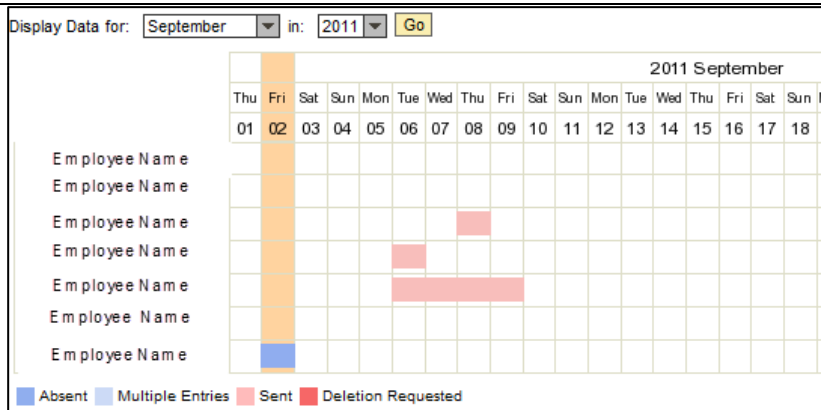 Display Data for: September in: 2011 Go
2011 September
Thu Fri Sat Sun Mon Tue Wed Thu Fri Sat Sun Mon Tue Wed Thu Fri Sat Sun
01 02 03 04 05 06 07 08 09 10 11 12 13 14 15 16 17 18
Employee Name
Employee Name
Employee Name
Employee Name
Employee Name
Employee Name
Employee Name
Absent Multiple Entries Sent Deletion Requested